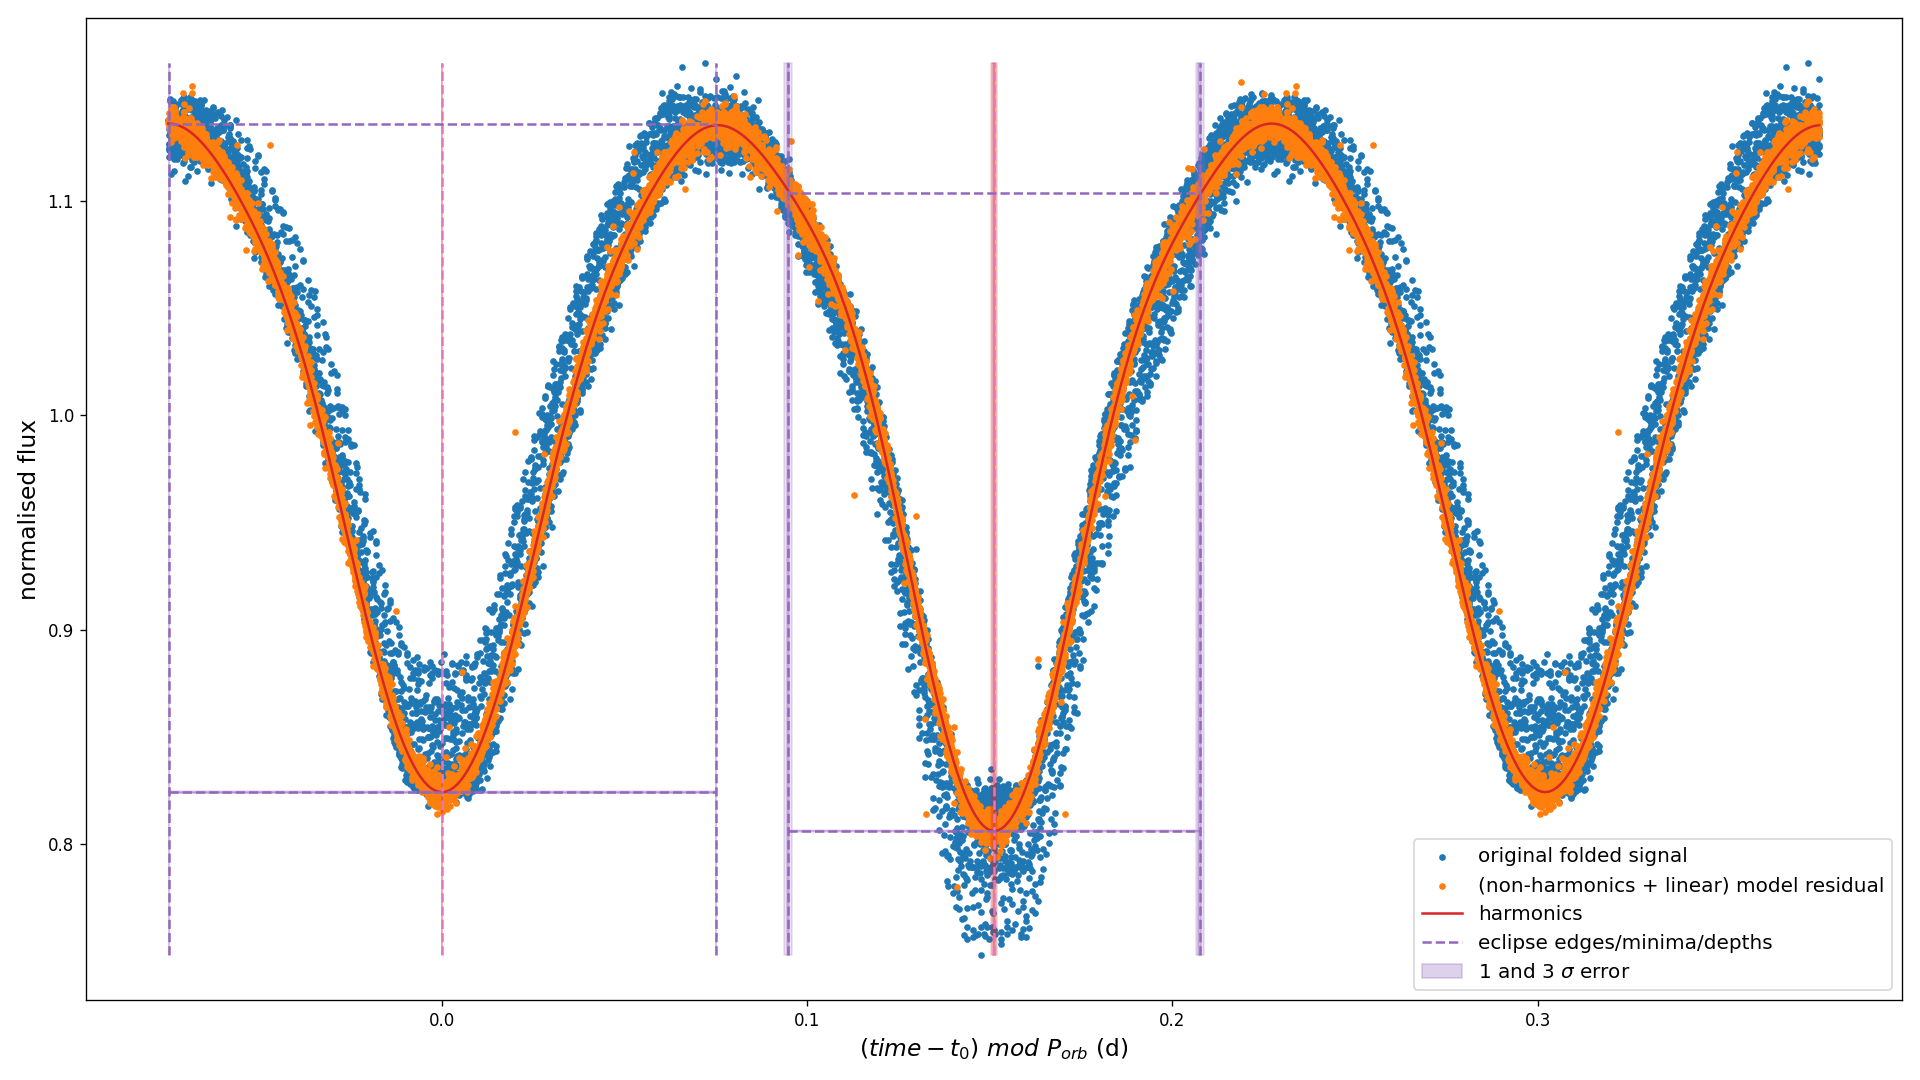 normalised flux
1.1
1.0
0.9
0.8
0.0
0.1
0.2
0.3
(time − t₀) mod Pₒᵣb (d)
original folded signal
(non-harmonics + linear) model residual
harmonics
eclipse edges/minima/depths
1 and 3 σ error